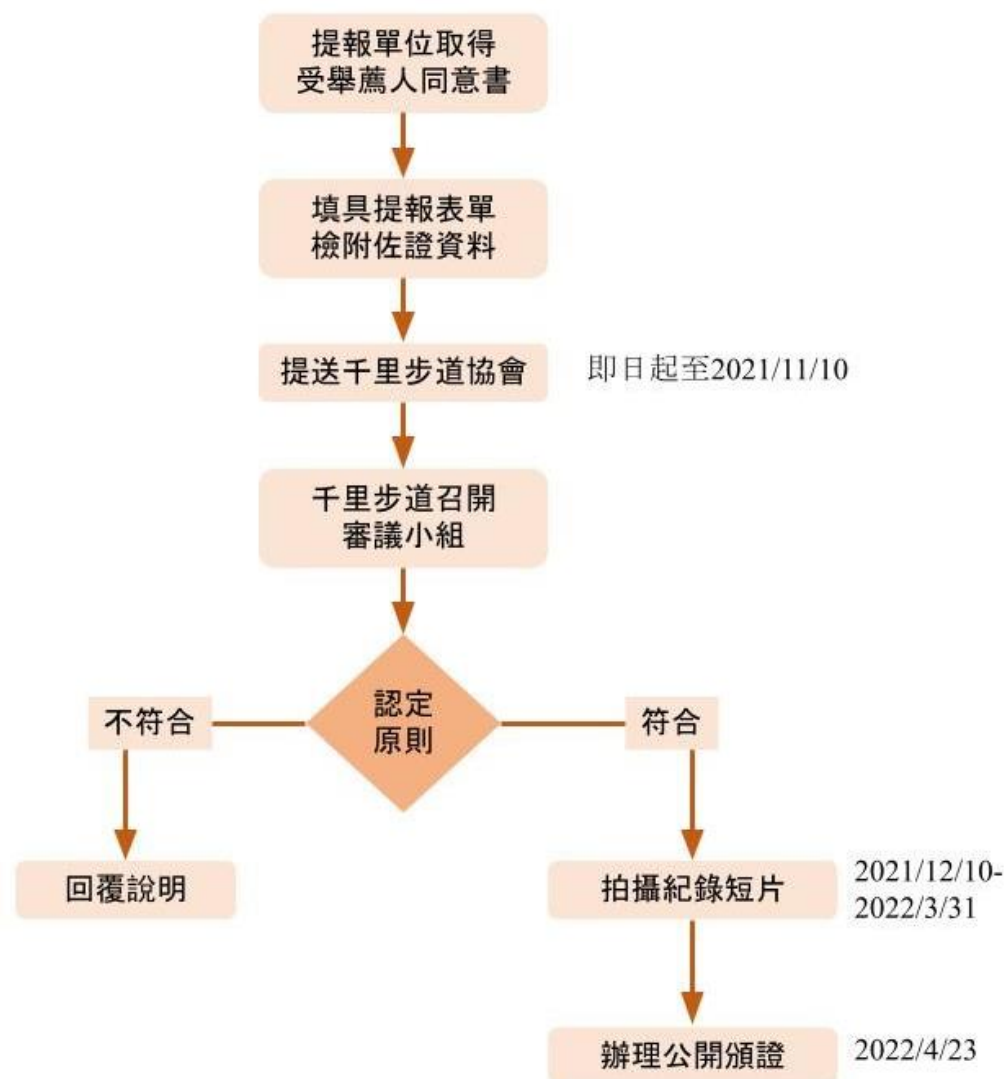 提報單位取得
受舉薦人同意書
填具提報表單
檢附佐證資料
提送千里步道協會
即日起至2021/11/10
千里步道召開
審議小組
認定
原則
不符合
符合
回覆說明
拍攝紀錄短片
2021/12/10-
2022/3/31
辦理公開頒證
2022/4/23